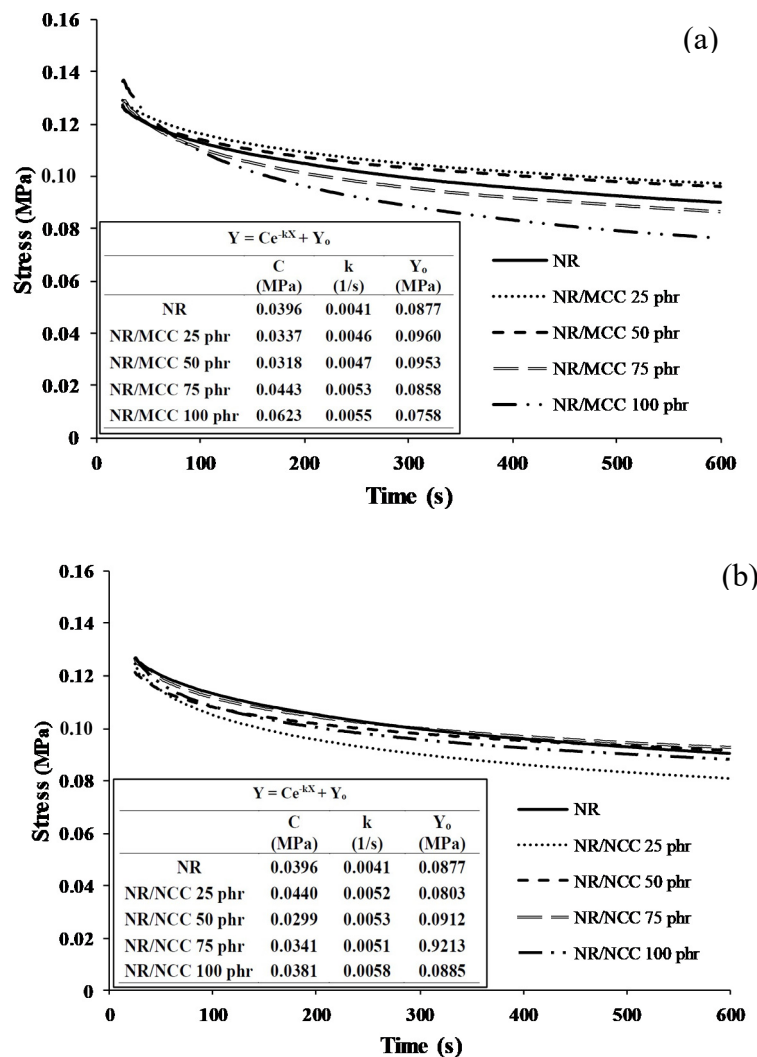 (a)
0.16
0.14
0.12
0.10
0.08
0.06
0.04
0.02
0
Stress (MPa)
Y = Ce-kX + Yo
C k Yo
(MPa) (1/s) (MPa)
NR 0.0396 0.0041 0.0877
NR/MCC 25 phr 0.0337 0.0046 0.0960
NR/MCC 50 phr 0.0318 0.0047 0.0953
NR/MCC 75 phr 0.0443 0.0053 0.0858
NR/MCC 100 phr 0.0623 0.0055 0.0758
NR
NR/MCC 25 phr
NR/MCC 50 phr
NR/MCC 75 phr
NR/MCC 100 phr
0 100 200 300 400 500 600
Time (s)
(b)
0.16
0.14
0.12
0.10
0.08
0.06
0.04
0.02
0
Stress (MPa)
Y = Ce-kX + Yo
C k Yo
(MPa) (1/s) (MPa)
NR 0.0396 0.0041 0.0877
NR/NCC 25 phr 0.0440 0.0052 0.0803
NR/NCC 50 phr 0.0299 0.0053 0.0912
NR/NCC 75 phr 0.0341 0.0051 0.9213
NR/NCC 100 phr 0.0381 0.0058 0.0885
NR
NR/NCC 25 phr
NR/NCC 50 phr
NR/NCC 75 phr
NR/NCC 100 phr
0 100 200 300 400 500 600
Time (s)